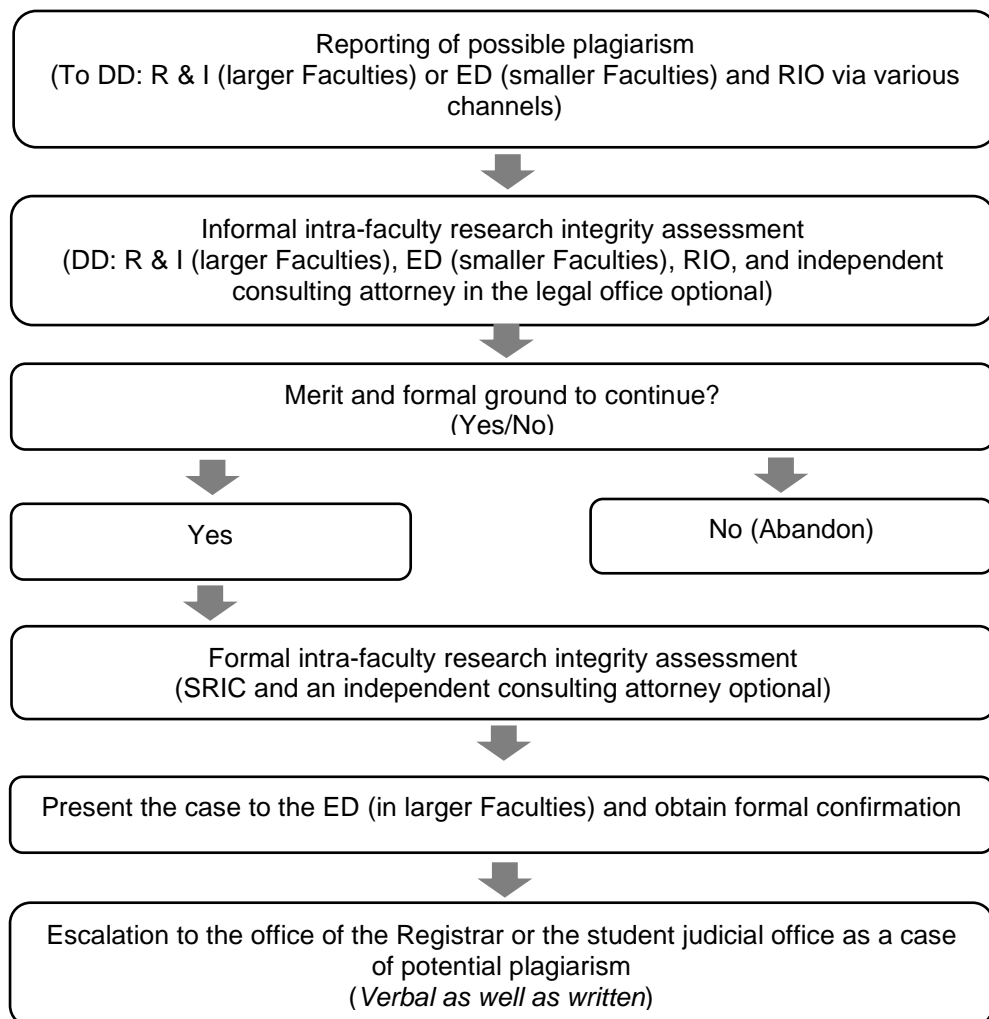 Reporting of possible plagiarism
(To DD: R & I (larger Faculties) or ED (smaller Faculties) and RIO via various
channels)
Informal intra-faculty research integrity assessment
(DD: R & I (larger Faculties), ED (smaller Faculties), RIO, and independent
consulting attorney in the legal office optional)
Merit and formal ground to continue?
(Yes/No)
Yes
No (Abandon)
Formal intra-faculty research integrity assessment
(SRIC and an independent consulting attorney optional)
Present the case to the ED (in larger Faculties) and obtain formal confirmation
Escalation to the office of the Registrar or the student judicial office as a case
of potential plagiarism
(Verbal as well as written)